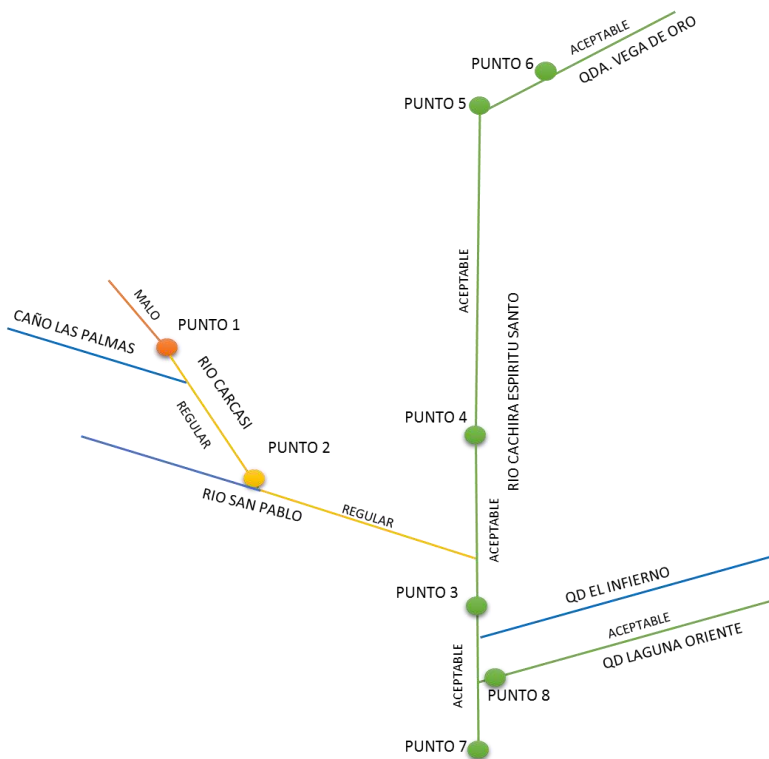 ACEPTABLE
PUNTO 6
QDA. VEGA DE ORO
PUNTO 5
ACEPTABLE
MALO
CAÑO LAS PALMAS
PUNTO 1
RIO CARCASI
RIO CACHIRA ESPIRITU SANTO
REGULAR
PUNTO 4
PUNTO 2
RIO SAN PABLO
REGULAR
ACEPTABLE
PUNTO 3
QD EL INFIERNO
ACEPTABLE
QD LAGUNA ORIENTE
ACEPTABLE
PUNTO 8
PUNTO 7